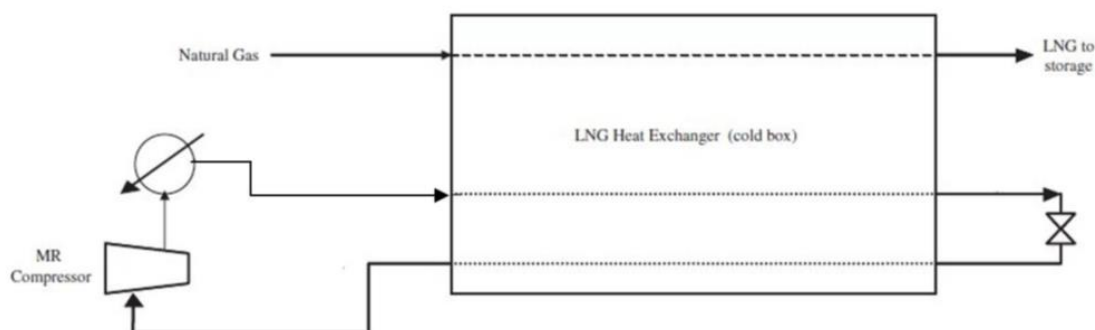 Natural Gas
LNG to
storage
LNG Heat Exchanger (cold box)
MR
Compressor